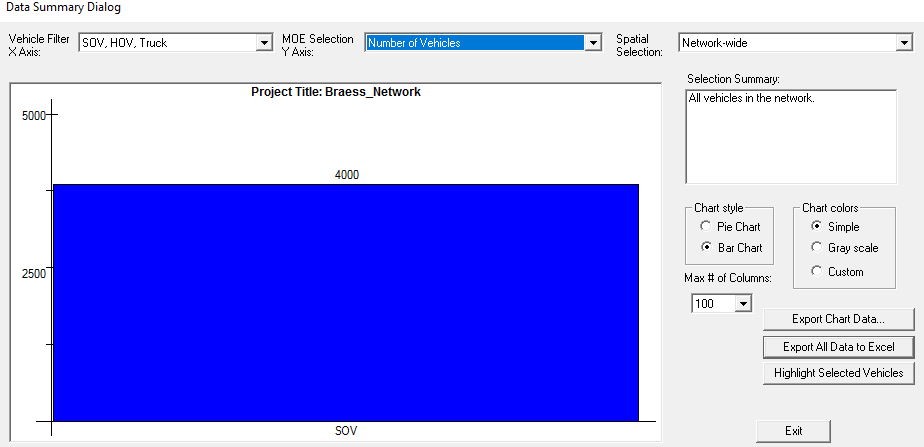 Data Summary Dialog
Vehicle Filter
X Axis:
SOV, HOV, Truck
MOE Selection
Y Axis:
Number of Vehicles
Spatial
Selection:
Network-wide
Project Title: Braess_Network
5000
4000
2500
SOV
Selection Summary:
All vehicles in the network.
Chart style
Pie Chart
Bar Chart
Chart colors
Simple
Gray scale
Custom
Max # of Columns:
100
Export Chart Data...
Export All Data to Excel
Highlight Selected Vehicles
Exit